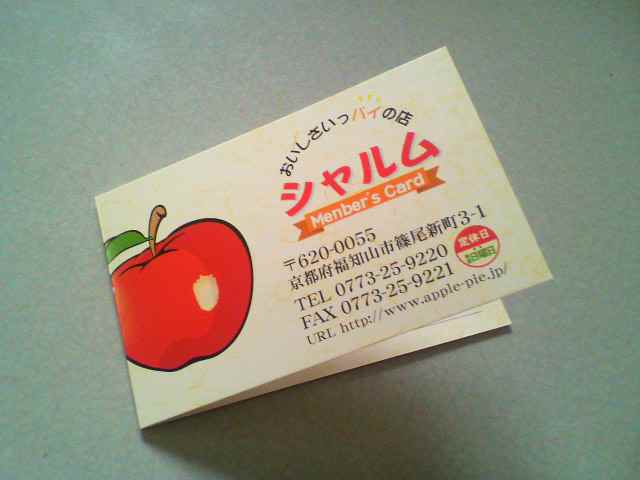 おいしさいっパイの店
シャルム
Menber's Card
〒620-0055
京都府福知山市篠尾新町3-1
TEL 0773-25-9220
FAX 0773-25-9221
URL http://www.apple-pie.jp/
定休日
日曜日